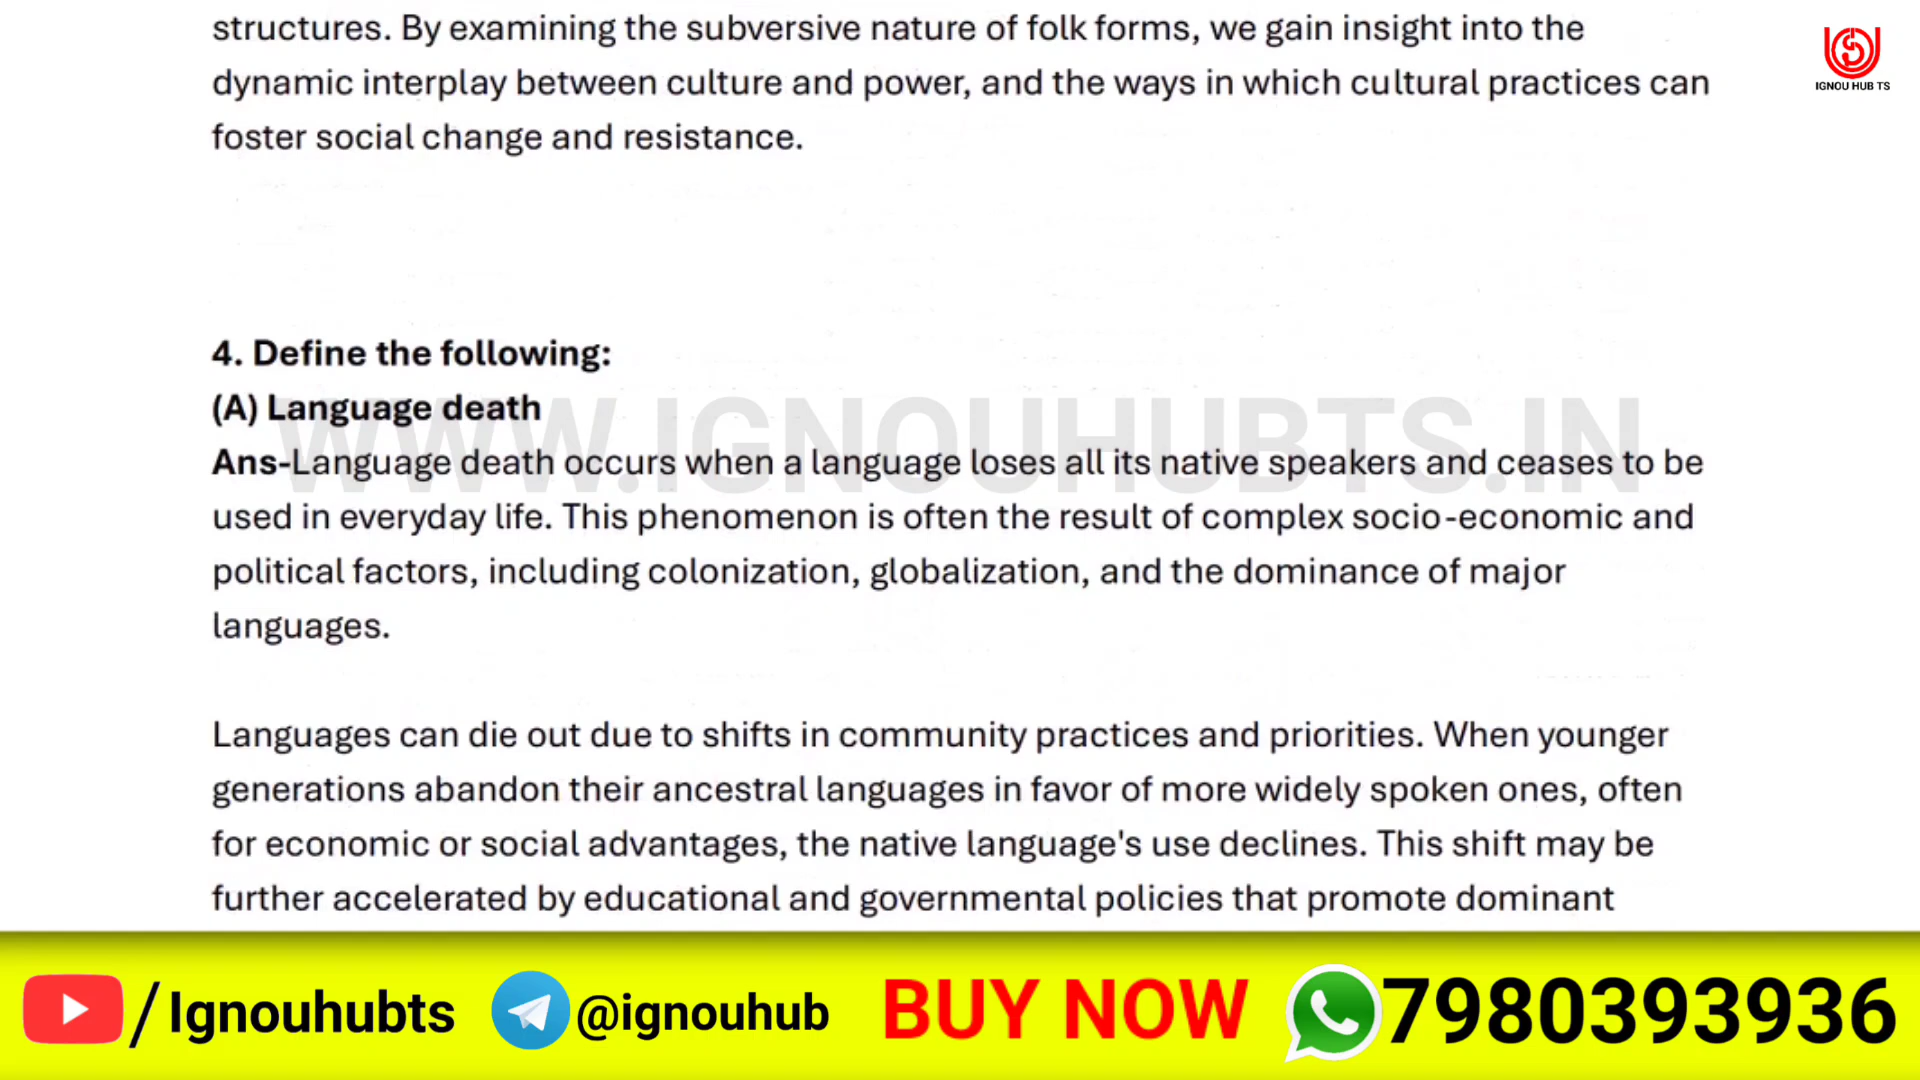 structures. By examining the subversive nature of folk forms, we gain insight into the
dynamic interplay between culture and power, and the ways in which cultural practices can
foster social change and resistance.
IGNOU HUB TS
4. Define the following:
(A) Language death
WWW.IGNOUHUBTS.IN
Ans-Language death occurs when a language loses all its native speakers and ceases to be
used in everyday life. This phenomenon is often the result of complex socio-economic and
political factors, including colonization, globalization, and the dominance of major
languages.
Languages can die out due to shifts in community practices and priorities. When younger
generations abandon their ancestral languages in favor of more widely spoken ones, often
for economic or social advantages, the native language's use declines. This shift may be
further accelerated by educational and governmental policies that promote dominant
/Ignouhubts @ignouhub BUY NOW 7980393936